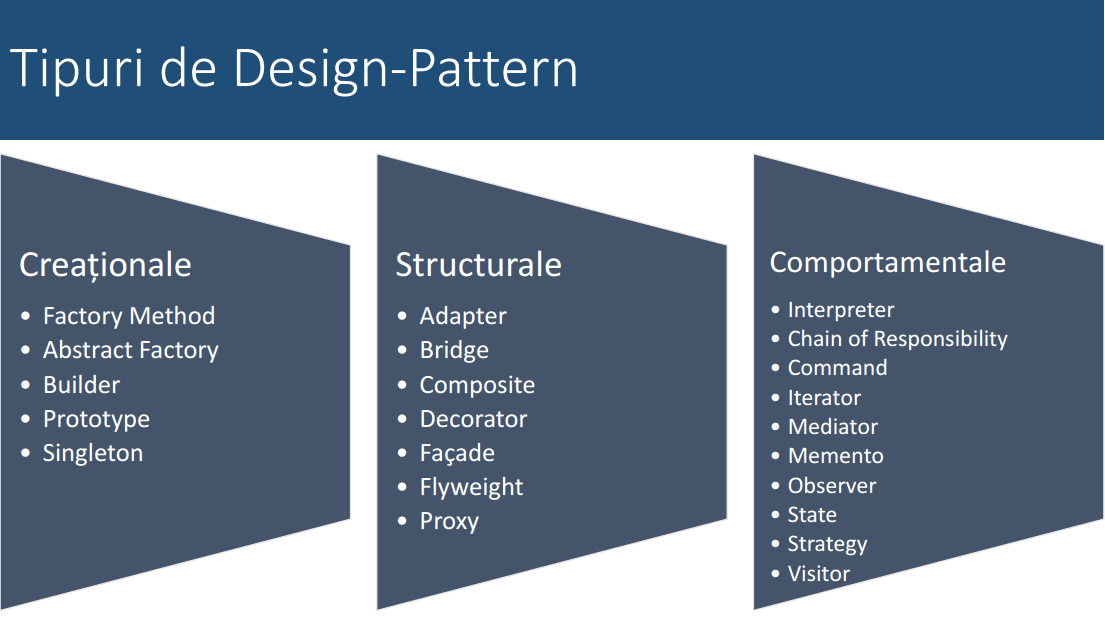 Tipuri de Design-Pattern
Creaționale
• Factory Method
• Abstract Factory
• Builder
• Prototype
• Singleton
Structurale
• Adapter
• Bridge
• Composite
• Decorator
• Façade
• Flyweight
• Proxy
Comportamentale
• Interpreter
• Chain of Responsibility
• Command
• Iterator
• Mediator
• Memento
• Observer
• State
• Strategy
• Visitor